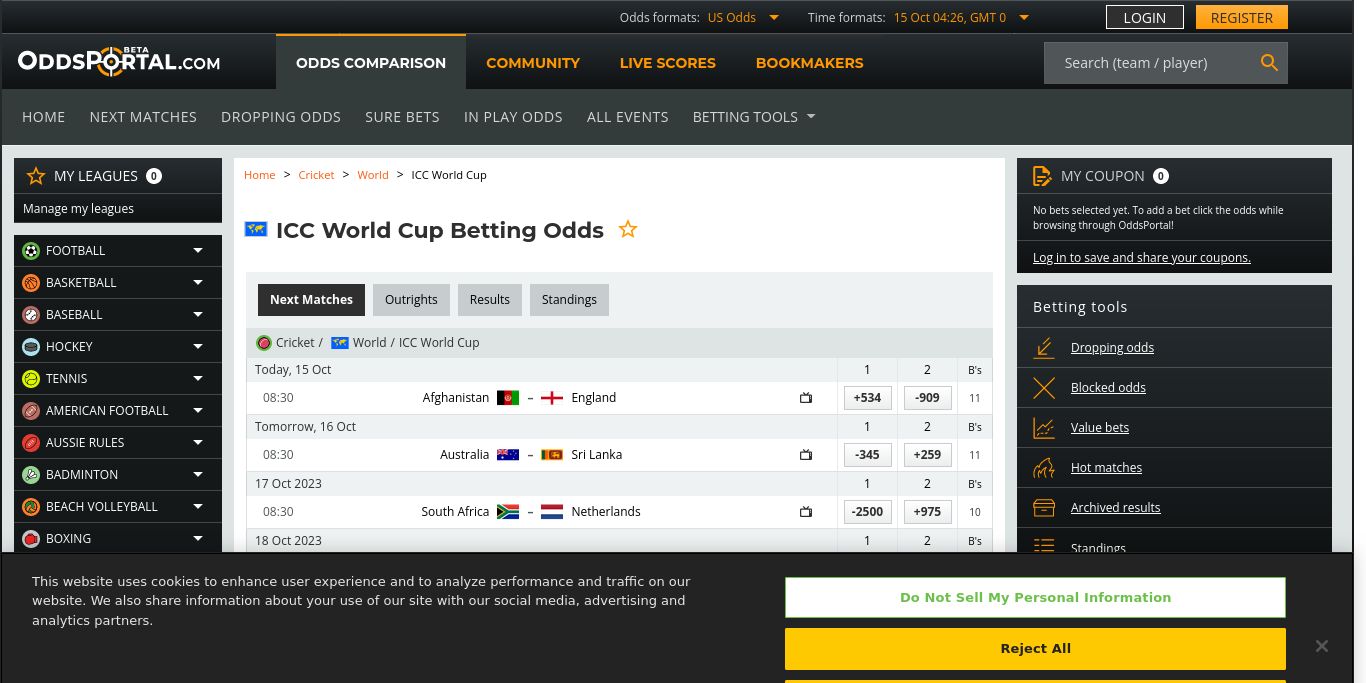 Odds formats: US Odds
Time formats: 15 Oct 04:26, GMT 0
LOGIN
REGISTER
ODDSPORTAL.COM
BETA
ODDS COMPARISON
COMMUNITY
LIVE SCORES
BOOKMAKERS
Search (team / player)
HOME
NEXT MATCHES
DROPPING ODDS
SURE BETS
IN PLAY ODDS
ALL EVENTS
BETTING TOOLS
MY LEAGUES 0
Manage my leagues
FOOTBALL
BASKETBALL
BASEBALL
HOCKEY
TENNIS
AMERICAN FOOTBALL
AUSSIE RULES
BADMINTON
BEACH VOLLEYBALL
BOXING
Home > Cricket > World > ICC World Cup
ICC World Cup Betting Odds
Next Matches
Outrights
Results
Standings
Cricket / World / ICC World Cup
Today, 15 Oct 1 2 B's
08:30 Afghanistan – England +534 -909 11
Tomorrow, 16 Oct 1 2 B's
08:30 Australia – Sri Lanka -345 +259 11
17 Oct 2023 1 2 B's
08:30 South Africa – Netherlands -2500 +975 10
18 Oct 2023 1 2 B's
MY COUPON 0
No bets selected yet. To add a bet click the odds while
browsing through OddsPortal!
Log in to save and share your coupons.
Betting tools
Dropping odds
Blocked odds
Value bets
Hot matches
Archived results
Standings
This website uses cookies to enhance user experience and to analyze performance and traffic on our
website. We also share information about your use of our site with our social media, advertising and
analytics partners.
Do Not Sell My Personal Information
Reject All